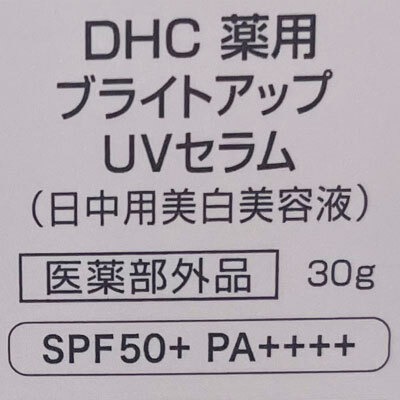 DHC 薬用
ブライトアップ
UVセラム
（日中用美白美容液）
医薬部外品 30g
SPF50+ PA++++